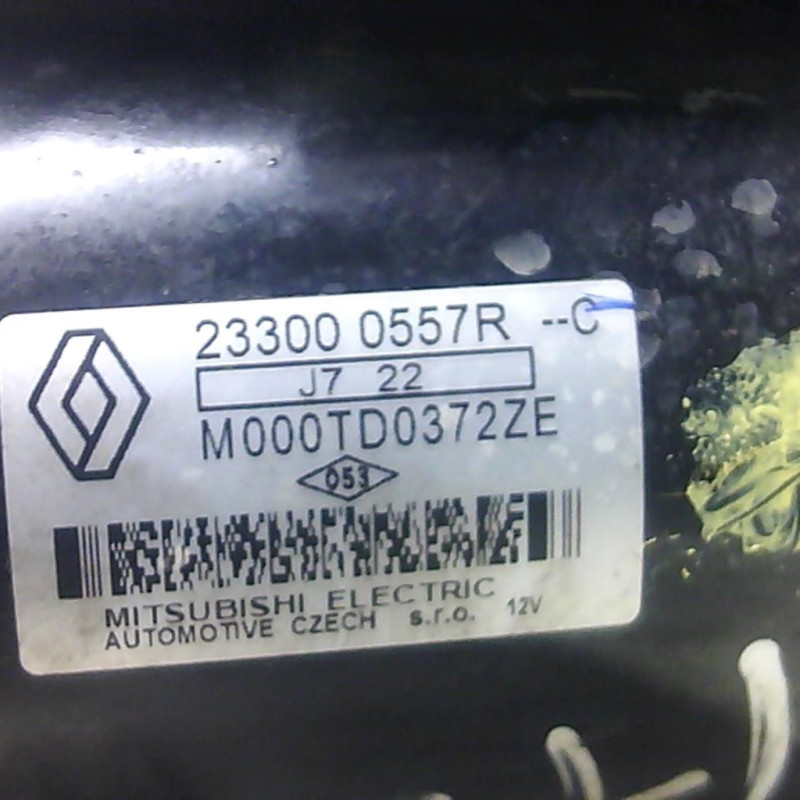 23300 0557R --C
J7 22
M000TD0372ZE
053
MITSUBISHI ELECTRIC
AUTOMOTIVE CZECH s.r.o. 12V